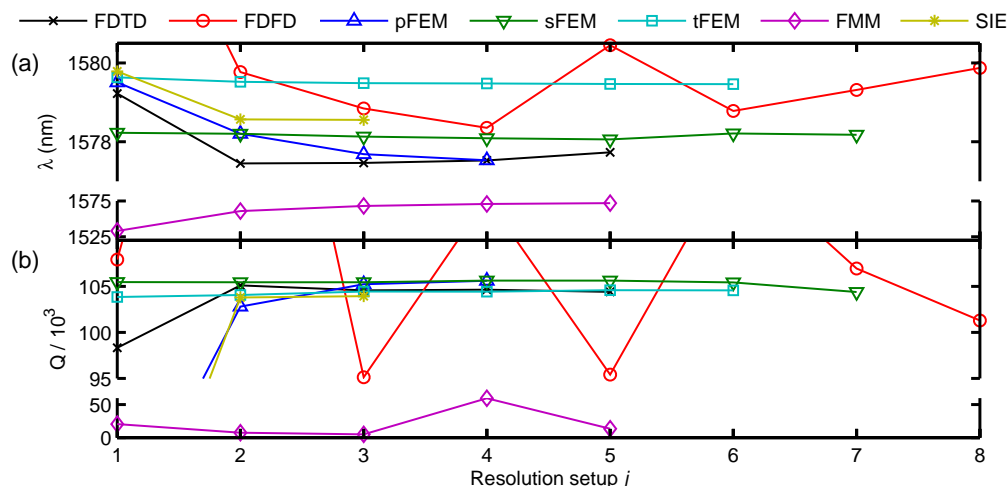 FDTD FDFD pFEM sFEM tFEM FMM SIE
(a)
1580
1578
λ (nm)
1575
1525
(b)
105
100
95
Q / 10³
50
0
1 2 3 4 5 6 7 8
Resolution setup j